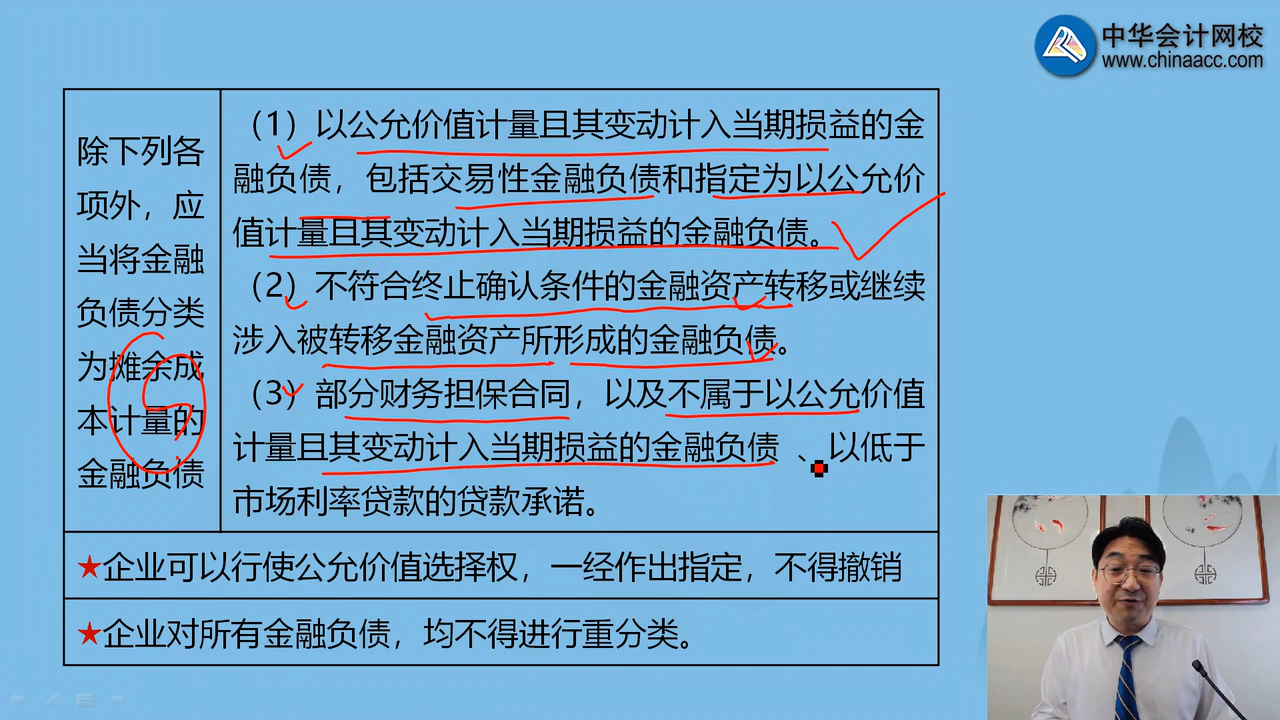 中华会计网校
www.chinaacc.com
除下列各
项外，应
当将金融
负债分类
为摊余成
本计量的
金融负债
（1）以公允价值计量且其变动计入当期损益的金
融负债，包括交易性金融负债和指定为以公允价
值计量且其变动计入当期损益的金融负债。
（2）不符合终止确认条件的金融资产转移或继续
涉入被转移金融资产所形成的金融负债。
（3）部分财务担保合同，以及不属于以公允价值
计量且其变动计入当期损益的金融负债 、以低于
市场利率贷款的贷款承诺。
★企业可以行使公允价值选择权，一经作出指定，不得撤销
★企业对所有金融负债，均不得进行重分类。